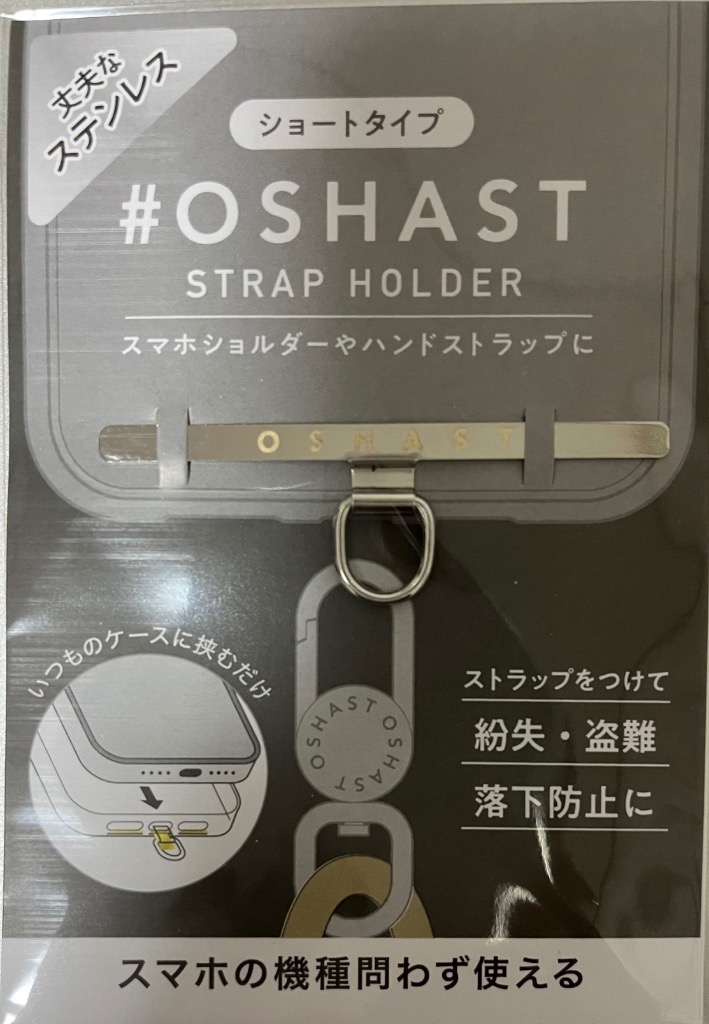 丈夫な
ステンレス
ショートタイプ
#OSHAST
STRAP HOLDER
スマホショルダーやハンドストラップに
OSHAST
いつものケースに挟むだけ
OSHAST OSHAST OSHAST
ストラップをつけて
紛失・盗難
落下防止に
スマホの機種問わず使える